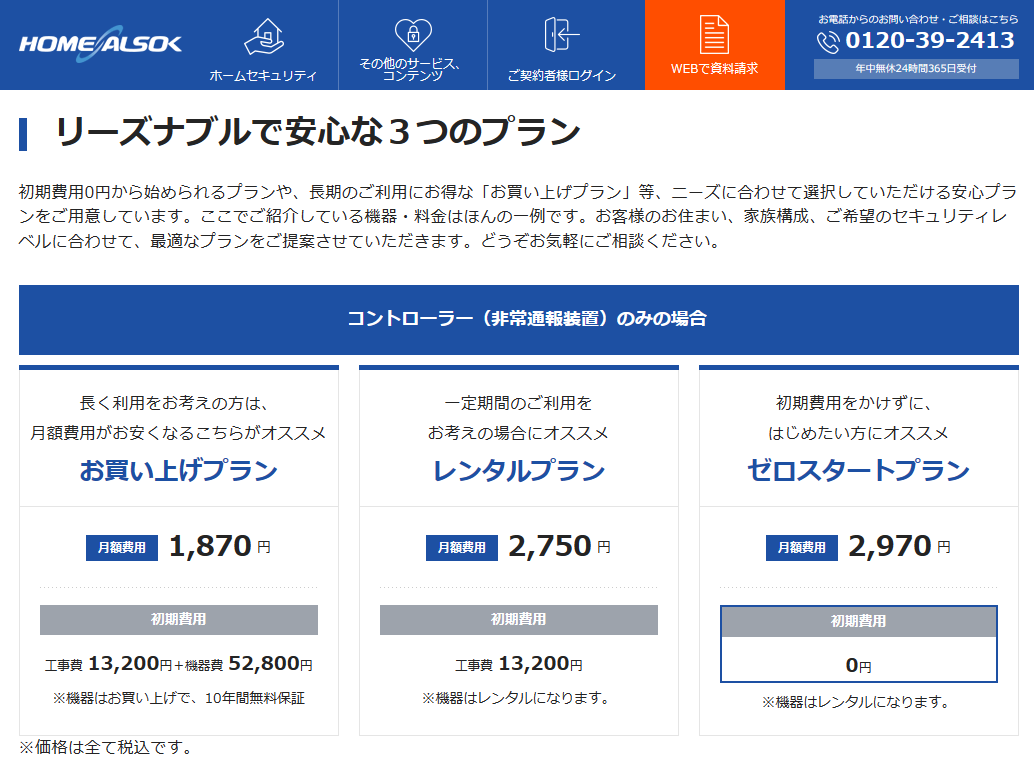 HOME ALSOK
ホームセキュリティ
その他のサービス、
コンテンツ
ご契約者様ログイン
WEBで資料請求
お電話からのお問い合わせ・ご相談はこちら
0120-39-2413
年中無休24時間365日受付
リーズナブルで安心な３つのプラン
初期費用0円から始められるプランや、長期のご利用にお得な「お買い上げプラン」等、ニーズに合わせて選択していただける安心プラ
ンをご用意しています。ここでご紹介している機器・料金はほんの一例です。お客様のお住まい、家族構成、ご希望のセキュリティレ
ベルに合わせて、最適なプランをご提案させていただきます。どうぞお気軽にご相談ください。
コントローラー（非常通報装置）のみの場合
長く利用をお考えの方は、
月額費用がお安くなるこちらがオススメ
お買い上げプラン
月額費用 1,870 円
初期費用
工事費 13,200円＋機器費 52,800円
※機器はお買い上げで、10年間無料保証
一定期間のご利用を
お考えの場合にオススメ
レンタルプラン
月額費用 2,750 円
初期費用
工事費 13,200円
※機器はレンタルになります。
初期費用をかけずに、
はじめたい方にオススメ
ゼロスタートプラン
月額費用 2,970 円
初期費用
0円
※機器はレンタルになります。
※価格は全て税込です。